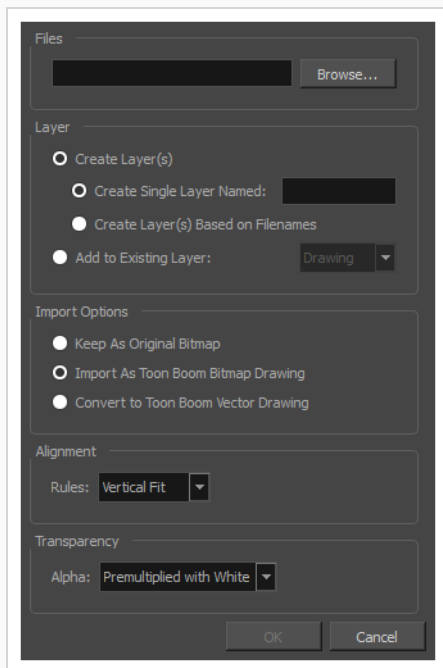 Files
Browse...
Layer
Create Layer(s)
Create Single Layer Named:
Create Layer(s) Based on Filenames
Add to Existing Layer: Drawing
Import Options
Keep As Original Bitmap
Import As Toon Boom Bitmap Drawing
Convert to Toon Boom Vector Drawing
Alignment
Rules: Vertical Fit
Transparency
Alpha: Premultiplied with White
OK Cancel